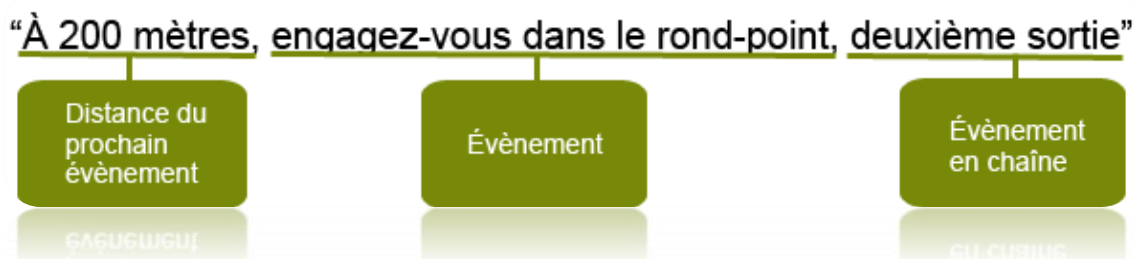 “À 200 mètres, engagez-vous dans le rond-point, deuxième sortie”
Distance du
prochain
évènement
Évènement
Évènement
en chaîne